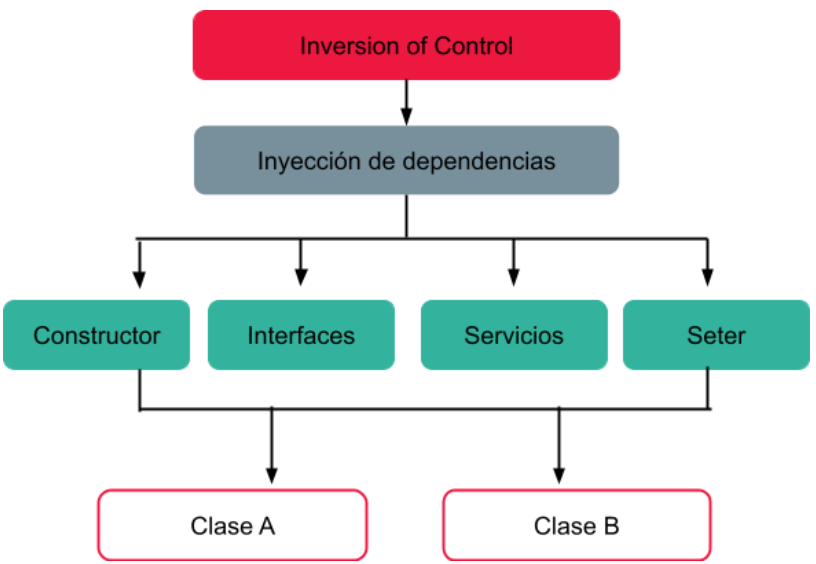 Inversion of Control
Inyección de dependencias
Constructor
Interfaces
Servicios
Seter
Clase A
Clase B